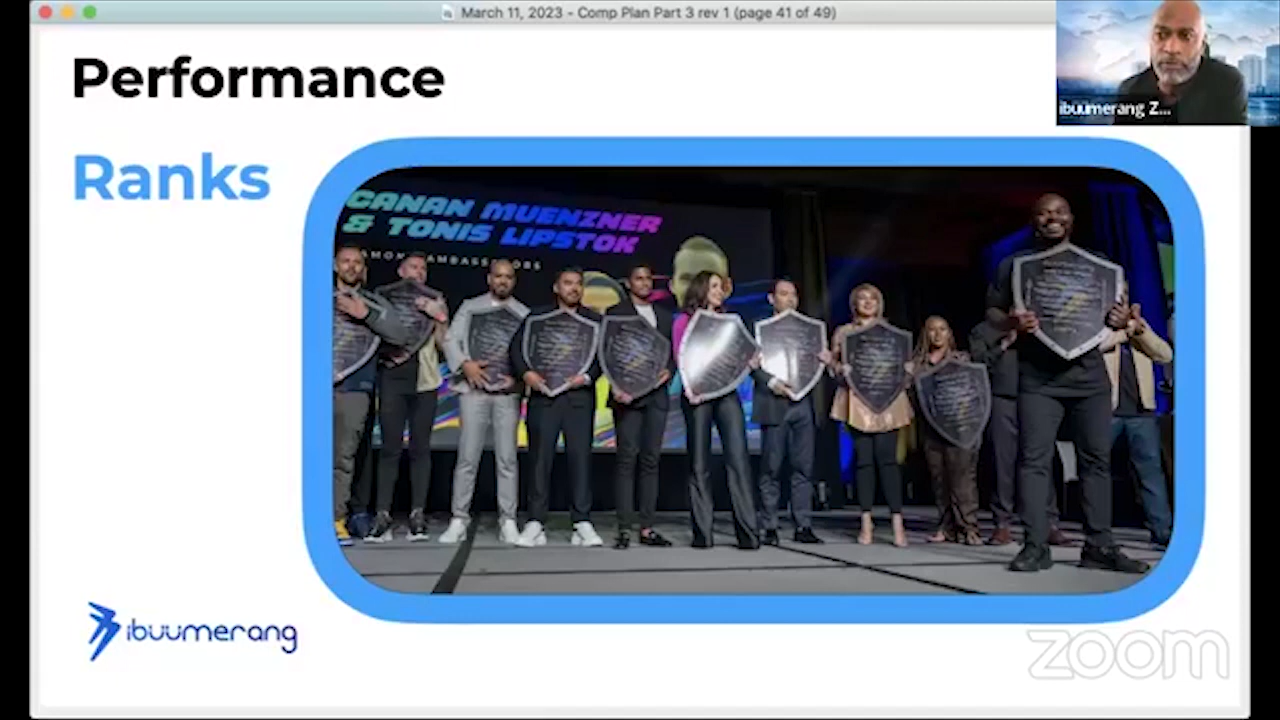 March 11, 2023 - Comp Plan Part 3 rev 1 (page 41 of 49)
Performance
ibuumerang Z...
Ranks
CANAN MUENZNER
& TONIS LIPSTOK
ibuumerang
zoom